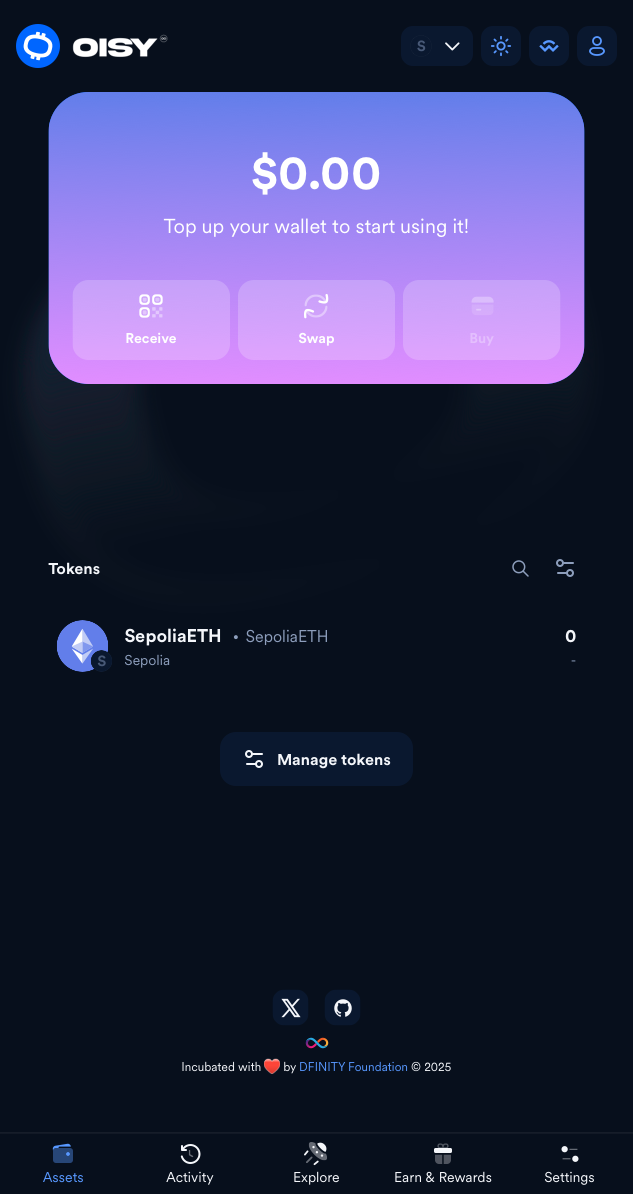 OISY
S
$0.00
Top up your wallet to start using it!
Receive
Swap
Buy
Tokens
SepoliaETH • SepoliaETH
0
S
Sepolia
-
Manage tokens
Incubated with ❤️ by DFINITY Foundation © 2025
Assets
Activity
Explore
Earn & Rewards
Settings